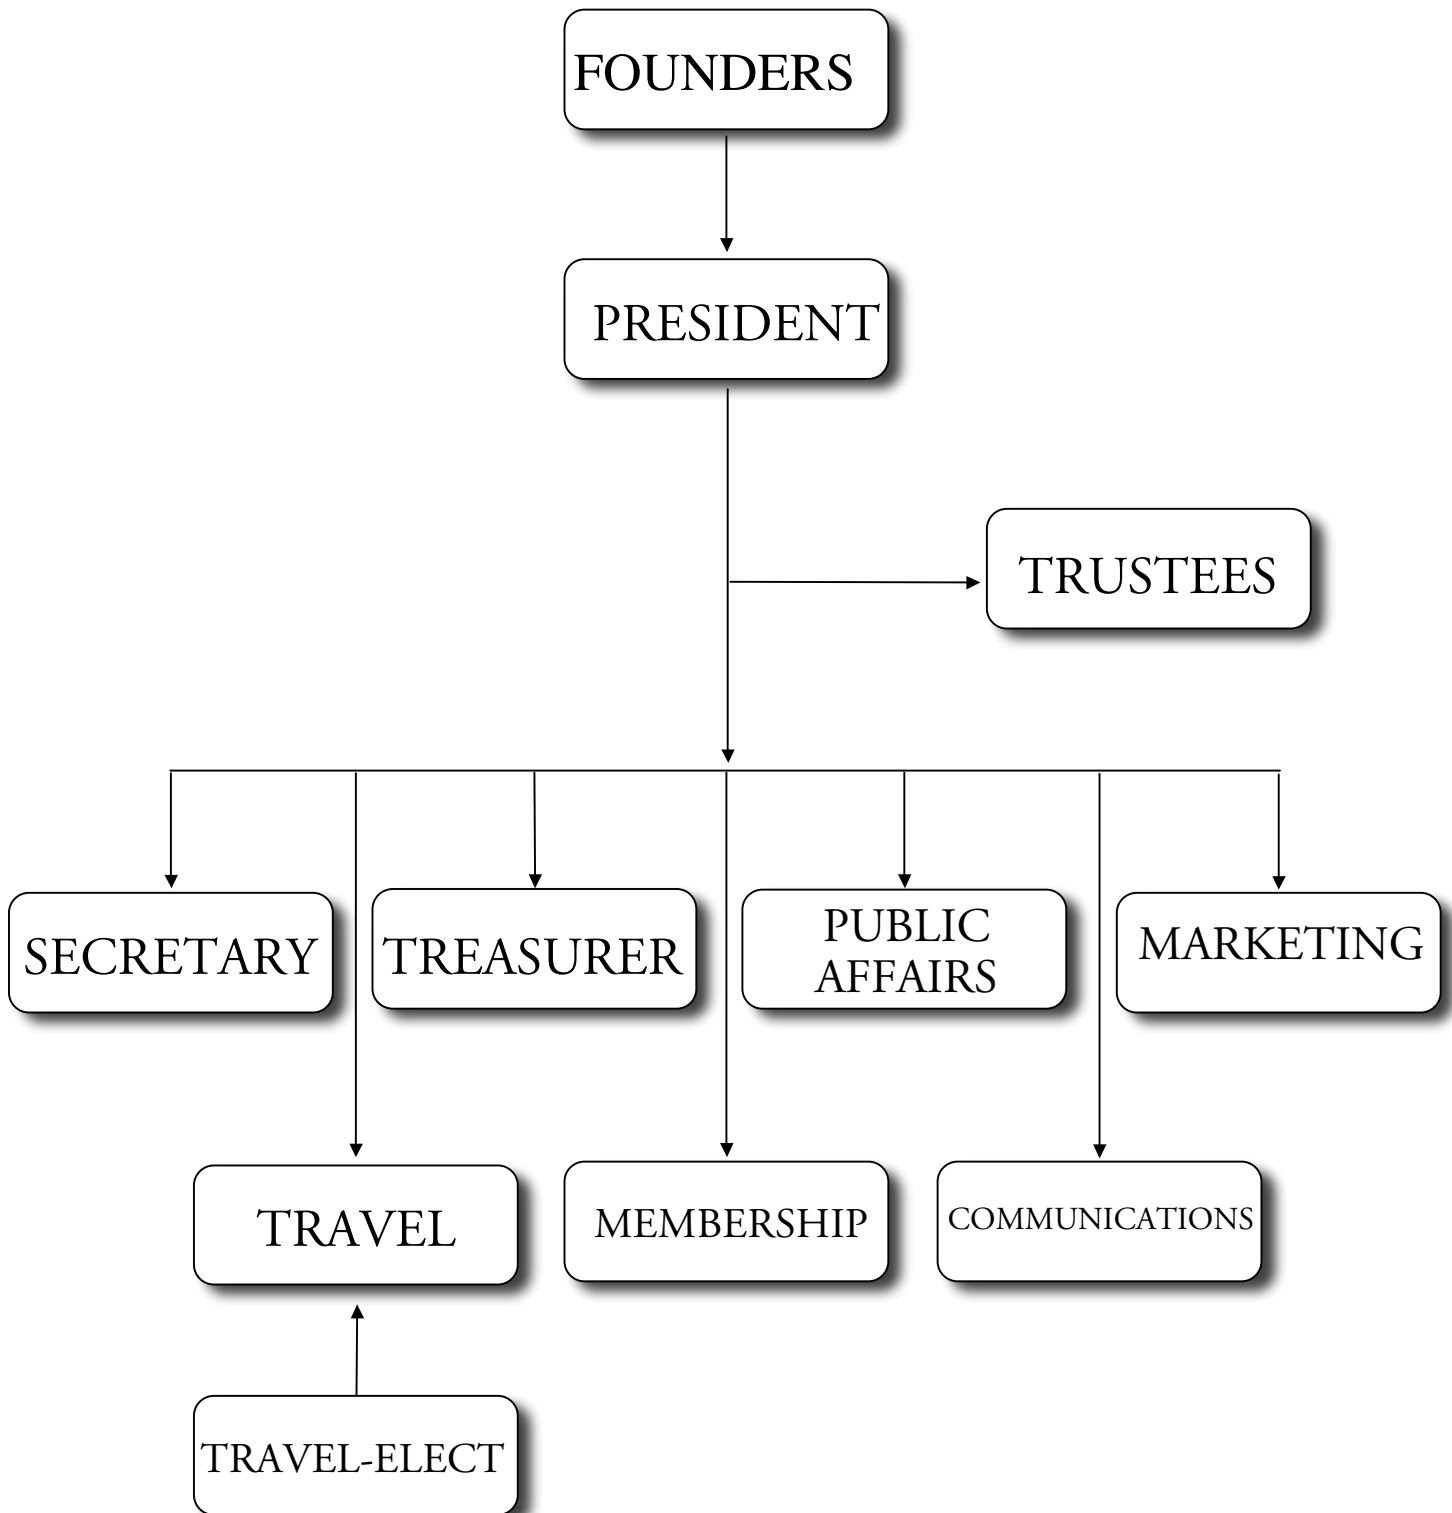 FOUNDERS
PRESIDENT
TRUSTEES
SECRETARY
TREASURER
PUBLIC
AFFAIRS
MARKETING
TRAVEL
MEMBERSHIP
COMMUNICATIONS
TRAVEL-ELECT